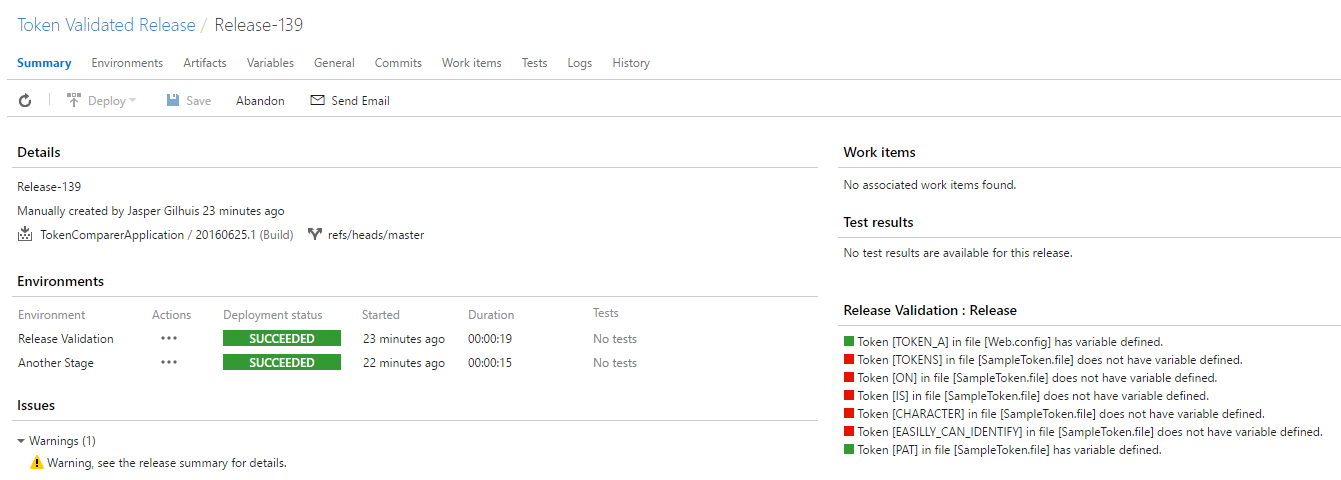 Token Validated Release / Release-139
Summary Environments Artifacts Variables General Commits Work items Tests Logs History
Deploy Save Abandon Send Email
Details
Release-139
Manually created by Jasper Gilhuis 23 minutes ago
TokenComparerApplication / 20160625.1 (Build) refs/heads/master
Environments
Environment Actions Deployment status Started Duration Tests
Release Validation ••• SUCCEEDED 23 minutes ago 00:00:19 No tests
Another Stage ••• SUCCEEDED 22 minutes ago 00:00:15 No tests
Issues
Warnings (1)
Warning, see the release summary for details.
Work items
No associated work items found.
Test results
No test results are available for this release.
Release Validation : Release
Token [TOKEN_A] in file [Web.config] has variable defined.
Token [TOKENS] in file [SampleToken.file] does not have variable defined.
Token [ON] in file [SampleToken.file] does not have variable defined.
Token [IS] in file [SampleToken.file] does not have variable defined.
Token [CHARACTER] in file [SampleToken.file] does not have variable defined.
Token [EASILLY_CAN_IDENTIFY] in file [SampleToken.file] does not have variable defined.
Token [PAT] in file [SampleToken.file] has variable defined.